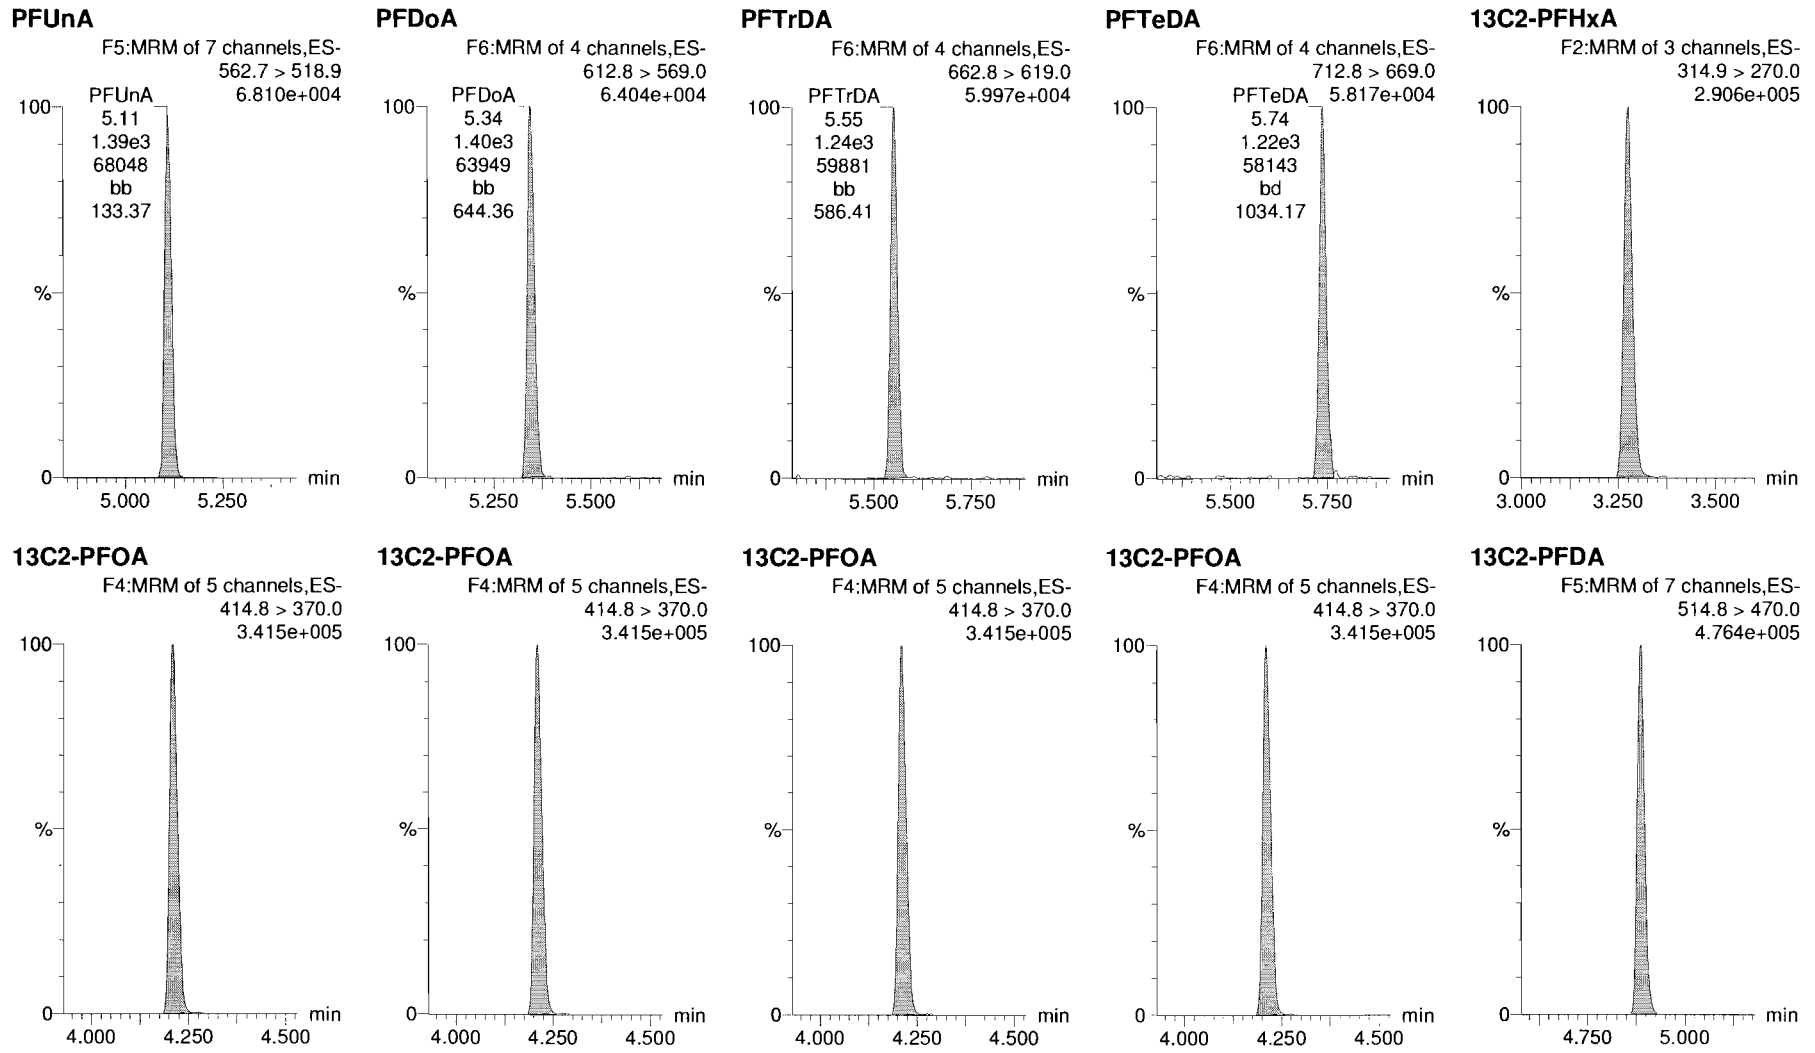 PFUnA
F5:MRM of 7 channels,ES-
562.7 > 518.9
6.810e+004
PFUnA
5.11
1.39e3
68048
bb
133.37
100
%
0
5.000 5.250
min
PFDoA
F6:MRM of 4 channels,ES-
612.8 > 569.0
6.404e+004
PFDoA
5.34
1.40e3
63949
bb
644.36
100
%
0
5.250 5.500
min
PFTrDA
F6:MRM of 4 channels,ES-
662.8 > 619.0
5.997e+004
PFTrDA
5.55
1.24e3
59881
bb
586.41
100
%
0
5.500 5.750
min
PFTeDA
F6:MRM of 4 channels,ES-
712.8 > 669.0
5.817e+004
PFTeDA
5.74
1.22e3
58143
bd
1034.17
100
%
0
5.500 5.750
min
13C2-PFHxA
F2:MRM of 3 channels,ES-
314.9 > 270.0
2.906e+005
100
%
0
3.000 3.250 3.500
min
13C2-PFOA
F4:MRM of 5 channels,ES-
414.8 > 370.0
3.415e+005
100
%
0
4.000 4.250 4.500
min
13C2-PFOA
F4:MRM of 5 channels,ES-
414.8 > 370.0
3.415e+005
100
%
0
4.000 4.250 4.500
min
13C2-PFOA
F4:MRM of 5 channels,ES-
414.8 > 370.0
3.415e+005
100
%
0
4.000 4.250 4.500
min
13C2-PFOA
F4:MRM of 5 channels,ES-
414.8 > 370.0
3.415e+005
100
%
0
4.000 4.250 4.500
min
13C2-PFDA
F5:MRM of 7 channels,ES-
514.8 > 470.0
4.764e+005
100
%
0
4.750 5.000
min